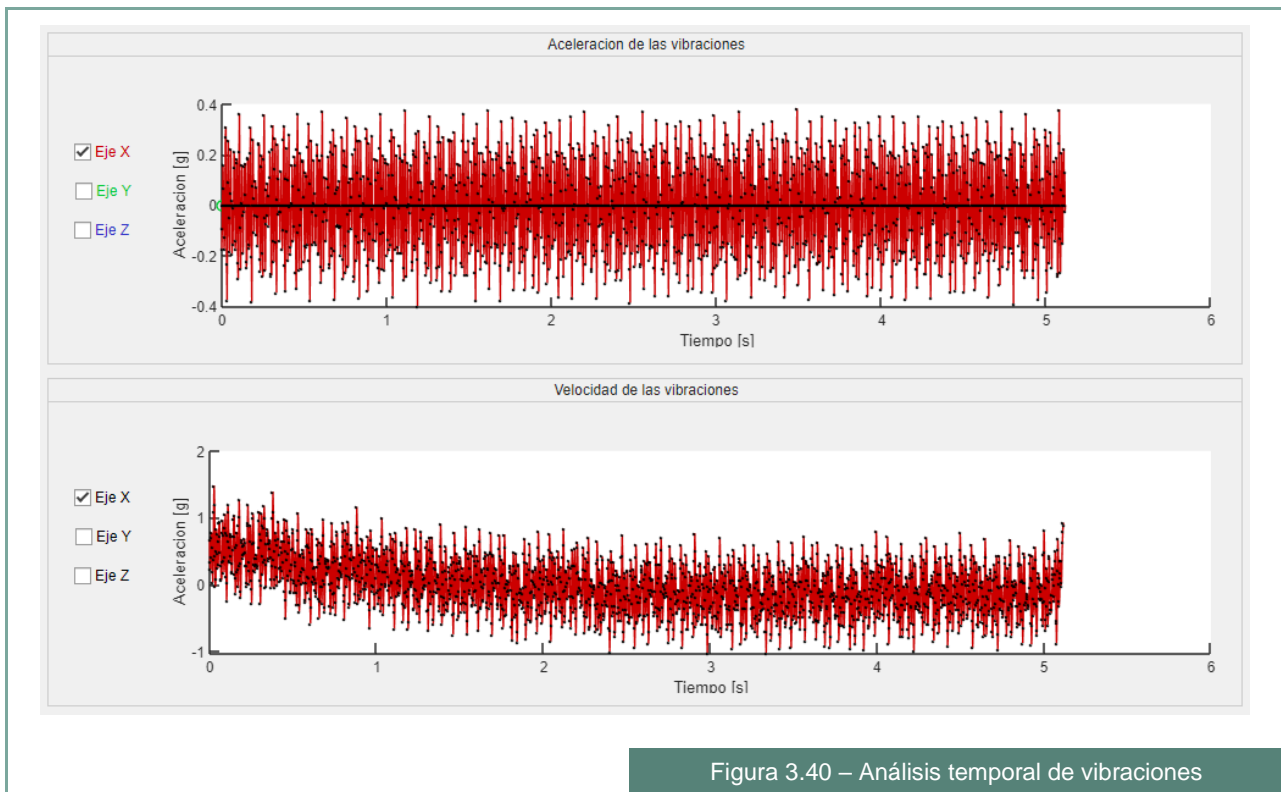 Aceleracion de las vibraciones
Eje X
Eje Y
Eje Z
Aceleracion [g]
0.4
0.2
0
-0.2
-0.4
0 1 2 3 4 5 6
Tiempo [s]
Velocidad de las vibraciones
Eje X
Eje Y
Eje Z
Aceleracion [g]
2
1
0
-1
0 1 2 3 4 5 6
Tiempo [s]
Figura 3.40 – Análisis temporal de vibraciones